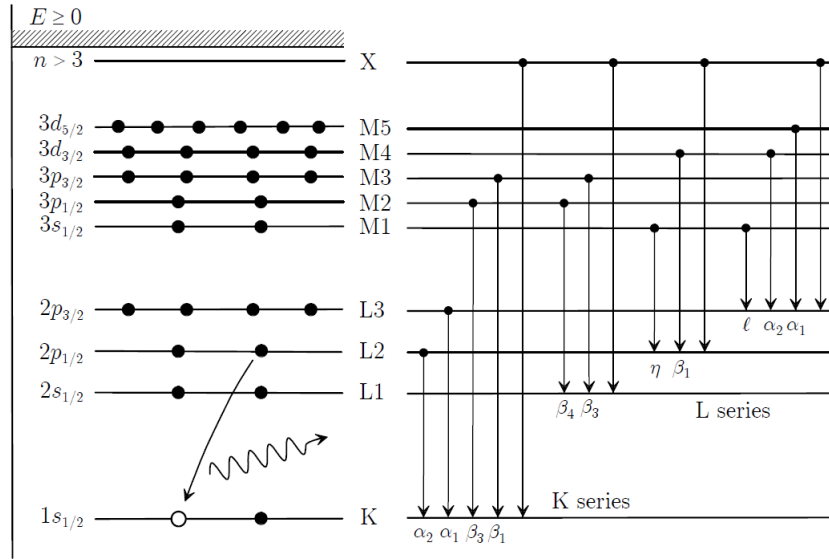 E ≥ 0
n > 3 X
3d₅/₂ M5
3d₃/₂ M4
3p₃/₂ M3
3p₁/₂ M2
3s₁/₂ M1
2p₃/₂ L3
ℓ α₂ α₁
2p₁/₂ L2
η β₁
2s₁/₂ L1
β₄ β₃
L series
K series
1s₁/₂ K
α₂ α₁ β₃ β₁